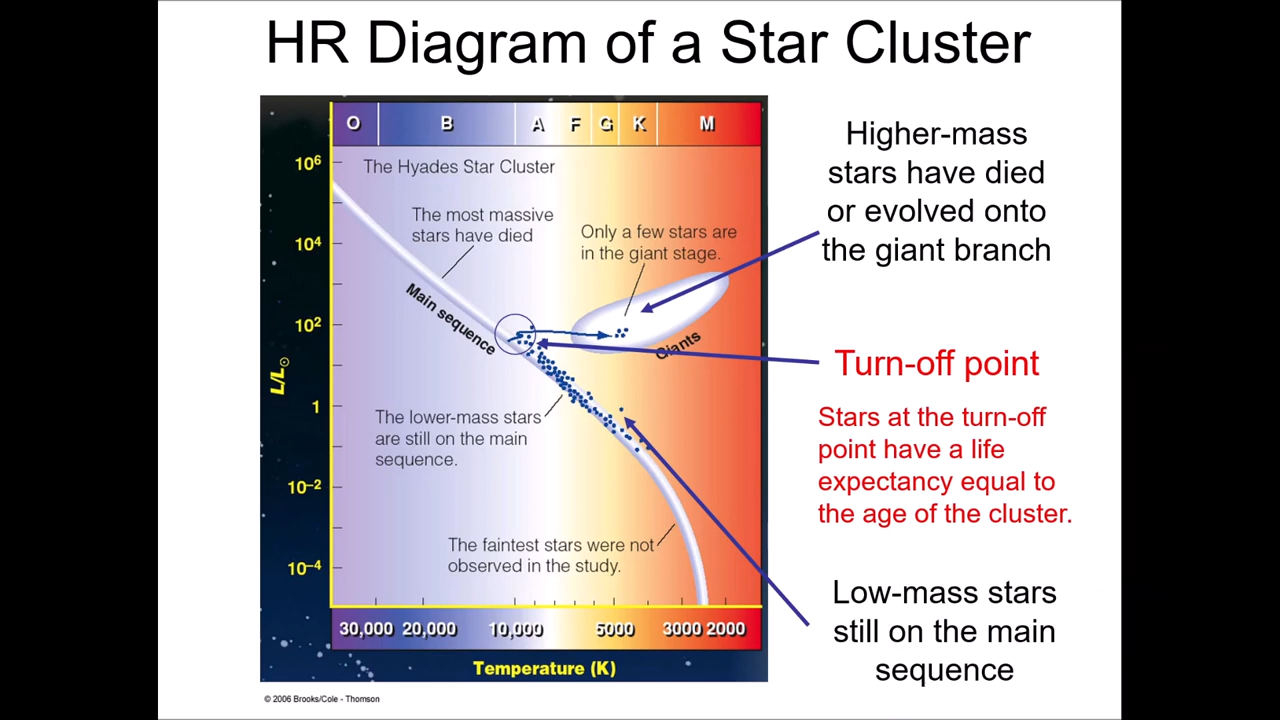 HR Diagram of a Star Cluster
O B A F G K M
The Hyades Star Cluster
10⁶
10⁴
10²
1
10⁻²
10⁻⁴
L/L☉
The most massive
stars have died
Only a few stars are
in the giant stage.
Main sequence
Giants
The lower-mass stars
are still on the main
sequence.
The faintest stars were not
observed in the study.
30,000 20,000 10,000 5000 3000 2000
Temperature (K)
© 2006 Brooks/Cole - Thomson
Higher-mass
stars have died
or evolved onto
the giant branch
Turn-off point
Stars at the turn-off
point have a life
expectancy equal to
the age of the cluster.
Low-mass stars
still on the main
sequence